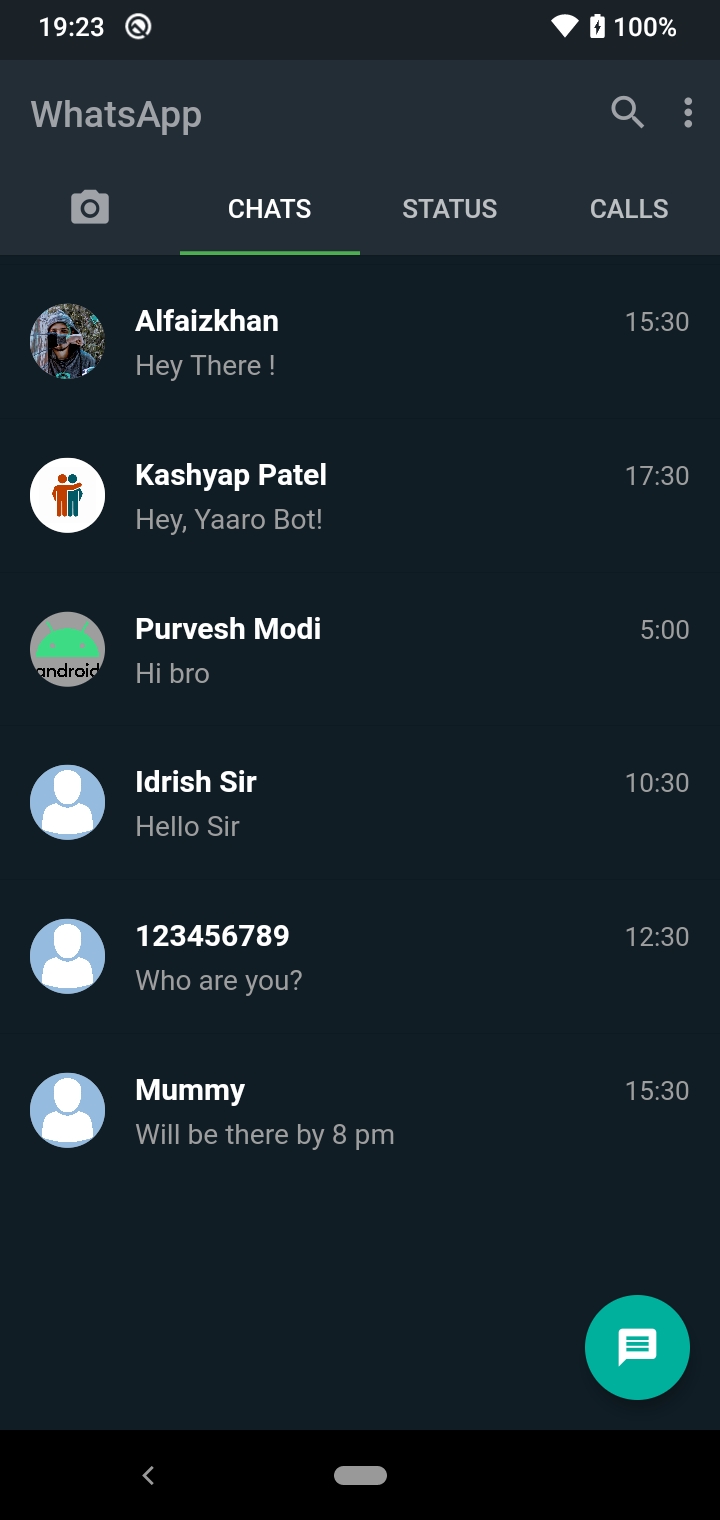 19:23 100%
WhatsApp
CHATS STATUS CALLS
Alfaizkhan 15:30
Hey There !
Kashyap Patel 17:30
Hey, Yaaro Bot!
Purvesh Modi 5:00
android
Hi bro
Idrish Sir 10:30
Hello Sir
123456789 12:30
Who are you?
Mummy 15:30
Will be there by 8 pm